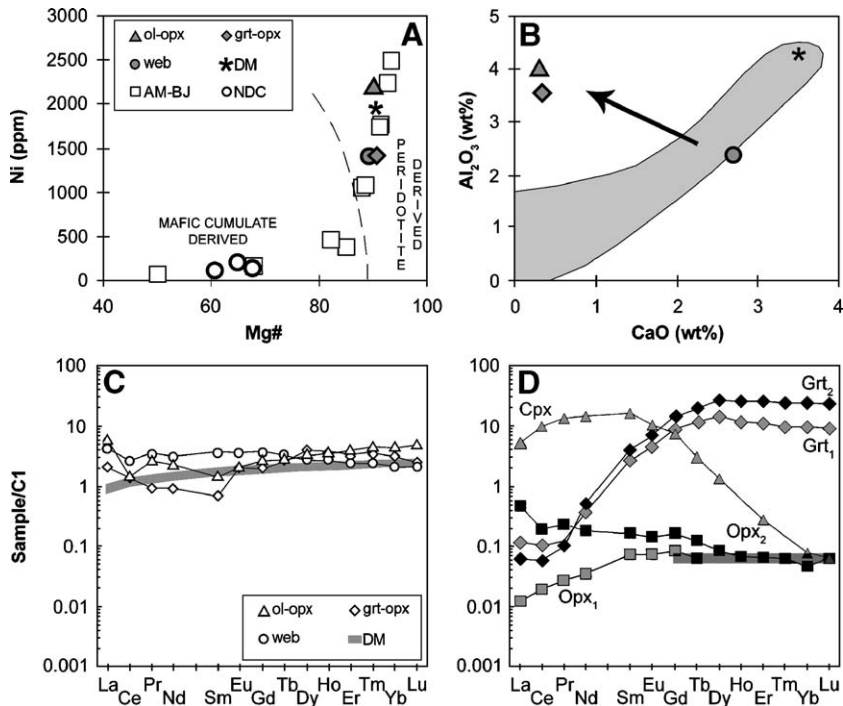 A
3000
2500
2000
1500
1000
500
0
Ni (ppm)
ol-opx
grt-opx
web
DM
AM-BJ
NDC
MAFIC CUMULATE
DERIVED
PERIDOTITE
DERIVED
40
60
80
100
Mg#
B
5
4
3
2
1
0
Al₂O₃ (wt%)
*
0
1
2
3
4
CaO (wt%)
C
100
10
1
0.1
0.01
0.001
Sample/C1
ol-opx
grt-opx
web
DM
La
Ce
Pr
Nd
Sm
Eu
Gd
Tb
Dy
Ho
Er
Tm
Yb
Lu
D
100
10
1
0.1
0.01
0.001
Cpx
Grt₂
Grt₁
Opx₂
Opx₁
La
Ce
Pr
Nd
Sm
Eu
Gd
Tb
Dy
Ho
Er
Tm
Yb
Lu